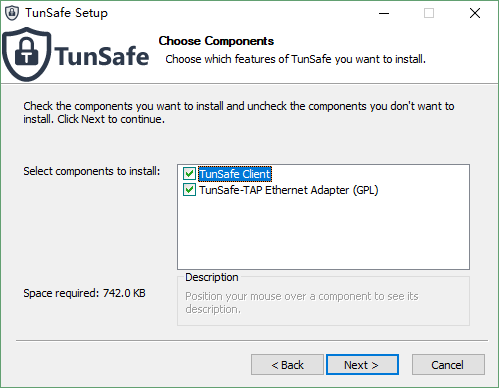 TunSafe Setup
TunSafe
Choose Components
Choose which features of TunSafe you want to install.
Check the components you want to install and uncheck the components you don't want to
install. Click Next to continue.
Select components to install:
TunSafe Client
TunSafe-TAP Ethernet Adapter (GPL)
Space required: 742.0 KB
Description
Position your mouse over a component to see its
description.
< Back
Next >
Cancel